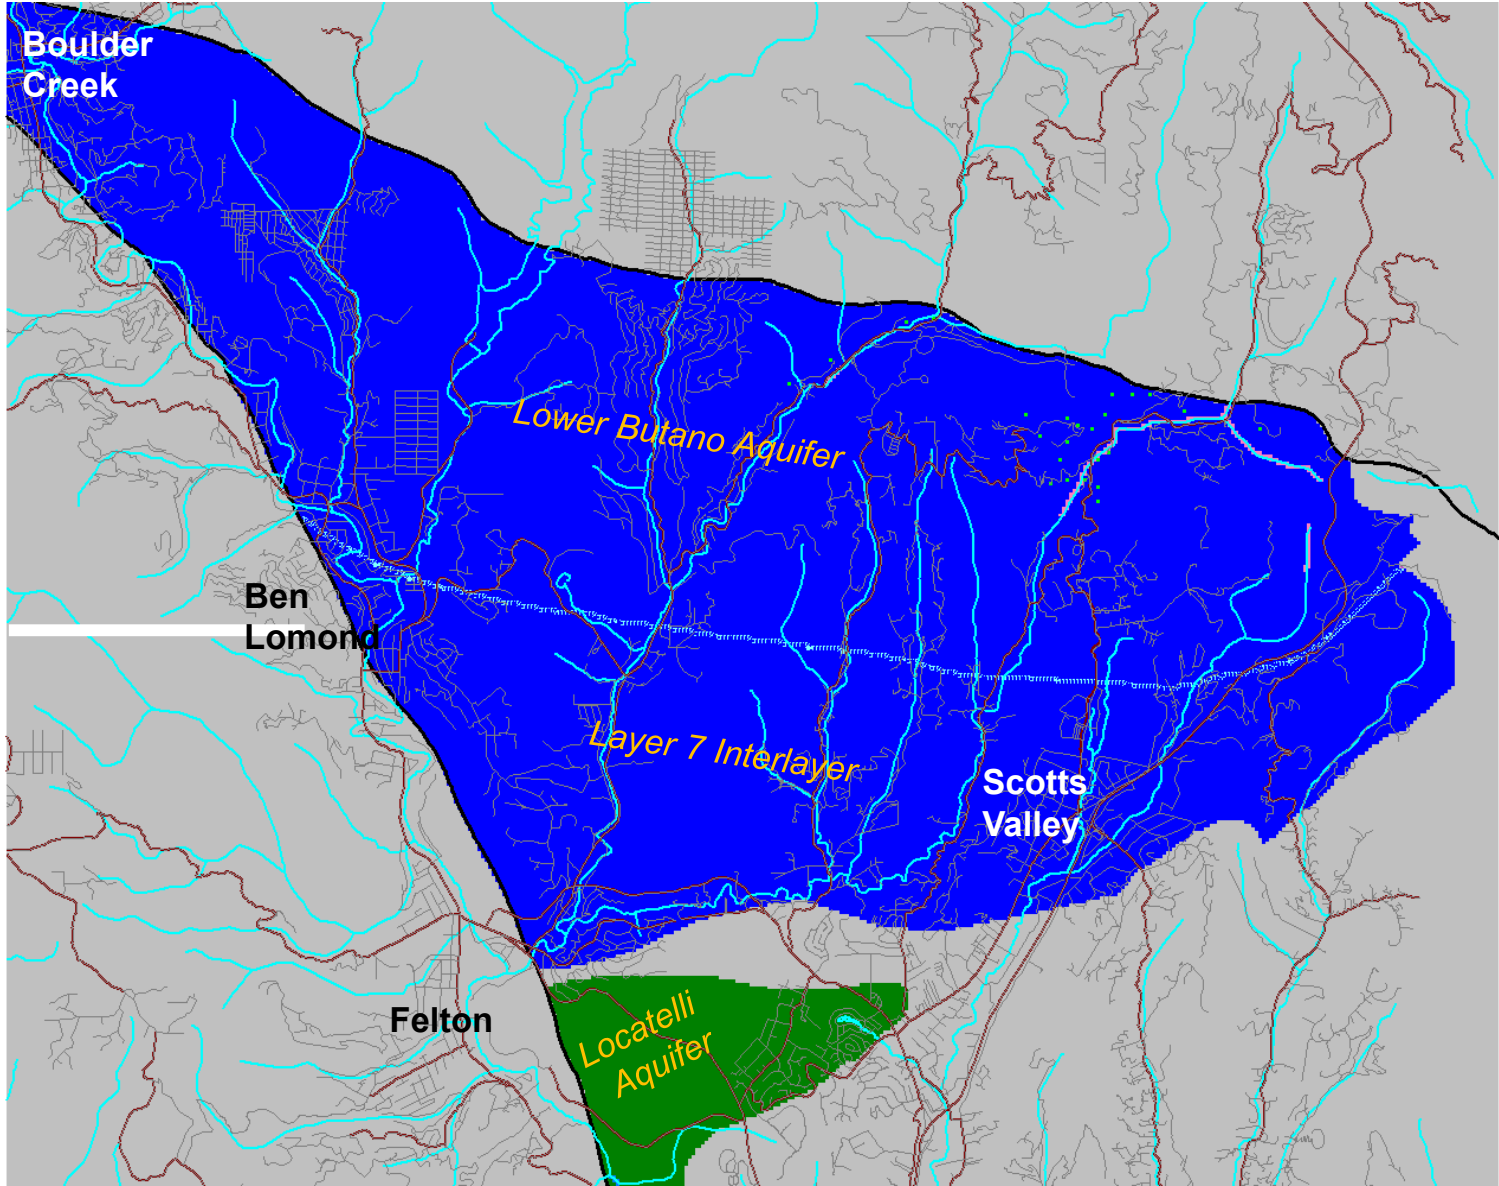 Boulder
Creek
Lower Butano Aquifer
Ben
Lomond
Layer 7 Interlayer
Scotts
Valley
Felton
Locatelli
Aquifer